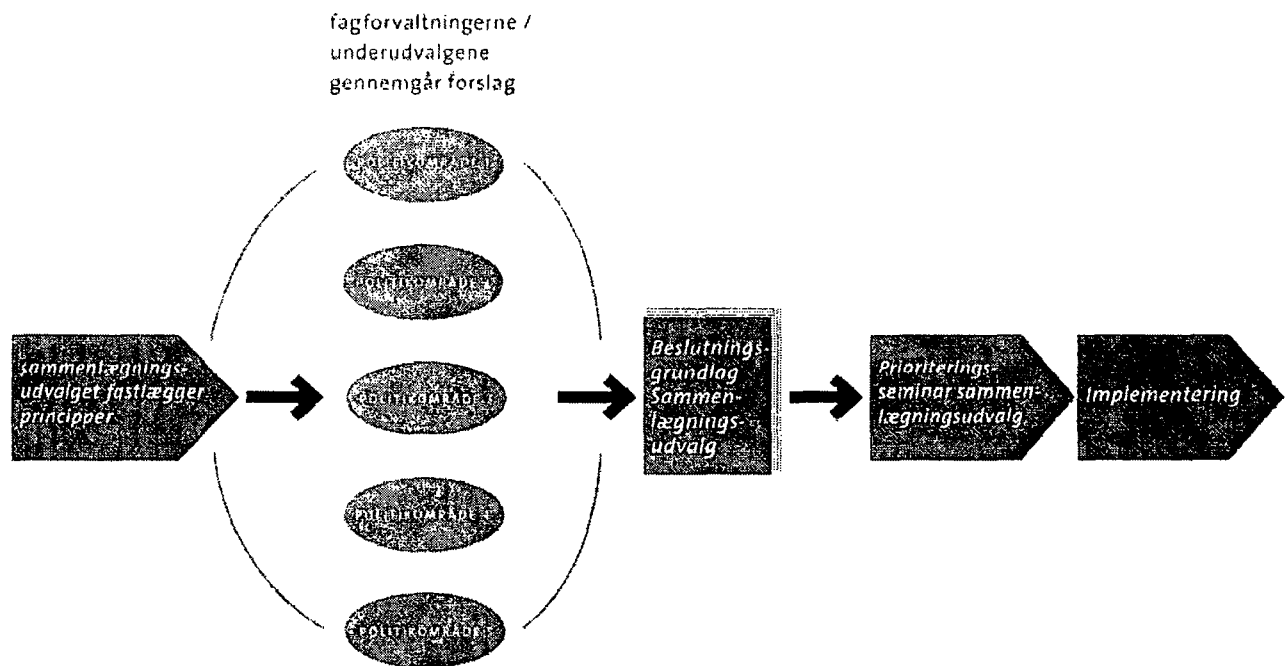 fagforvaltningerne /
underudvalgene
gennemgår forslag
POLITIKOMRÅDE
POLITIKOMRÅDE
POLITIKOMRÅDE
POLITIKOMRÅDE
POLITIKOMRÅDE
sammenlægnings-
udvalget fastlægger
principper
Beslutnings-
grundlag
Sammen-
lægnings-
udvalg
Prioriterings-
seminar sammen-
lægningsudvalg.
Implementering